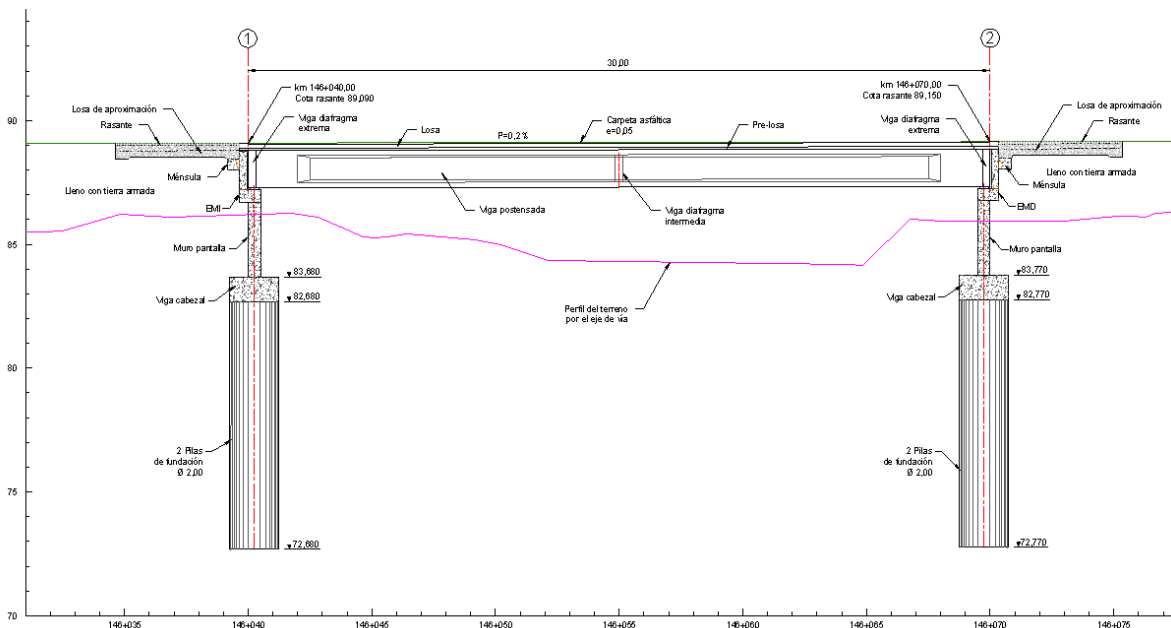 1
2
30,00
km 146+040,00
Cota rasante 89,090
km 146+070,00
Cota rasante 89,150
Losa de aproximación
Rasante
Viga diafragma
extrema
Losa
P=0,2%
Carpeta asfáltica
e=0,05
Pre-losa
Viga diafragma
extrema
Losa de aproximación
Rasante
90
Ménsula
Lleno con tierra armada
EMI
Viga postensada
Viga diafragma
intermedia
Lleno con tierra armada
Ménsula
EMD
85
Muro pantalla
Muro pantalla
83,680
83,770
Viga cabezal
82,680
Perfil del terreno
por el eje de vía
Viga cabezal
82,770
80
2 Pilas
de fundación
Ø 2,00
2 Pilas
de fundación
Ø 2,00
75
72,680
72,770
70
146+035
146+040
146+045
146+050
146+055
146+060
146+065
146+070
146+075